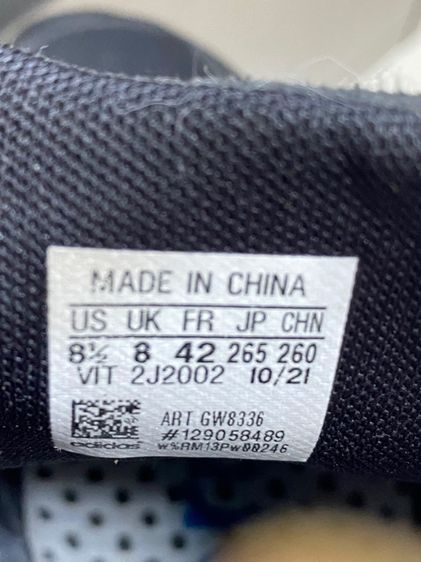 MADE IN CHINA
US UK FR JP CHN
8½ 8 42 265 260
VIT 2J2002 10/21
ART GW8336
#129058489
adidas w%RM13Pw00246